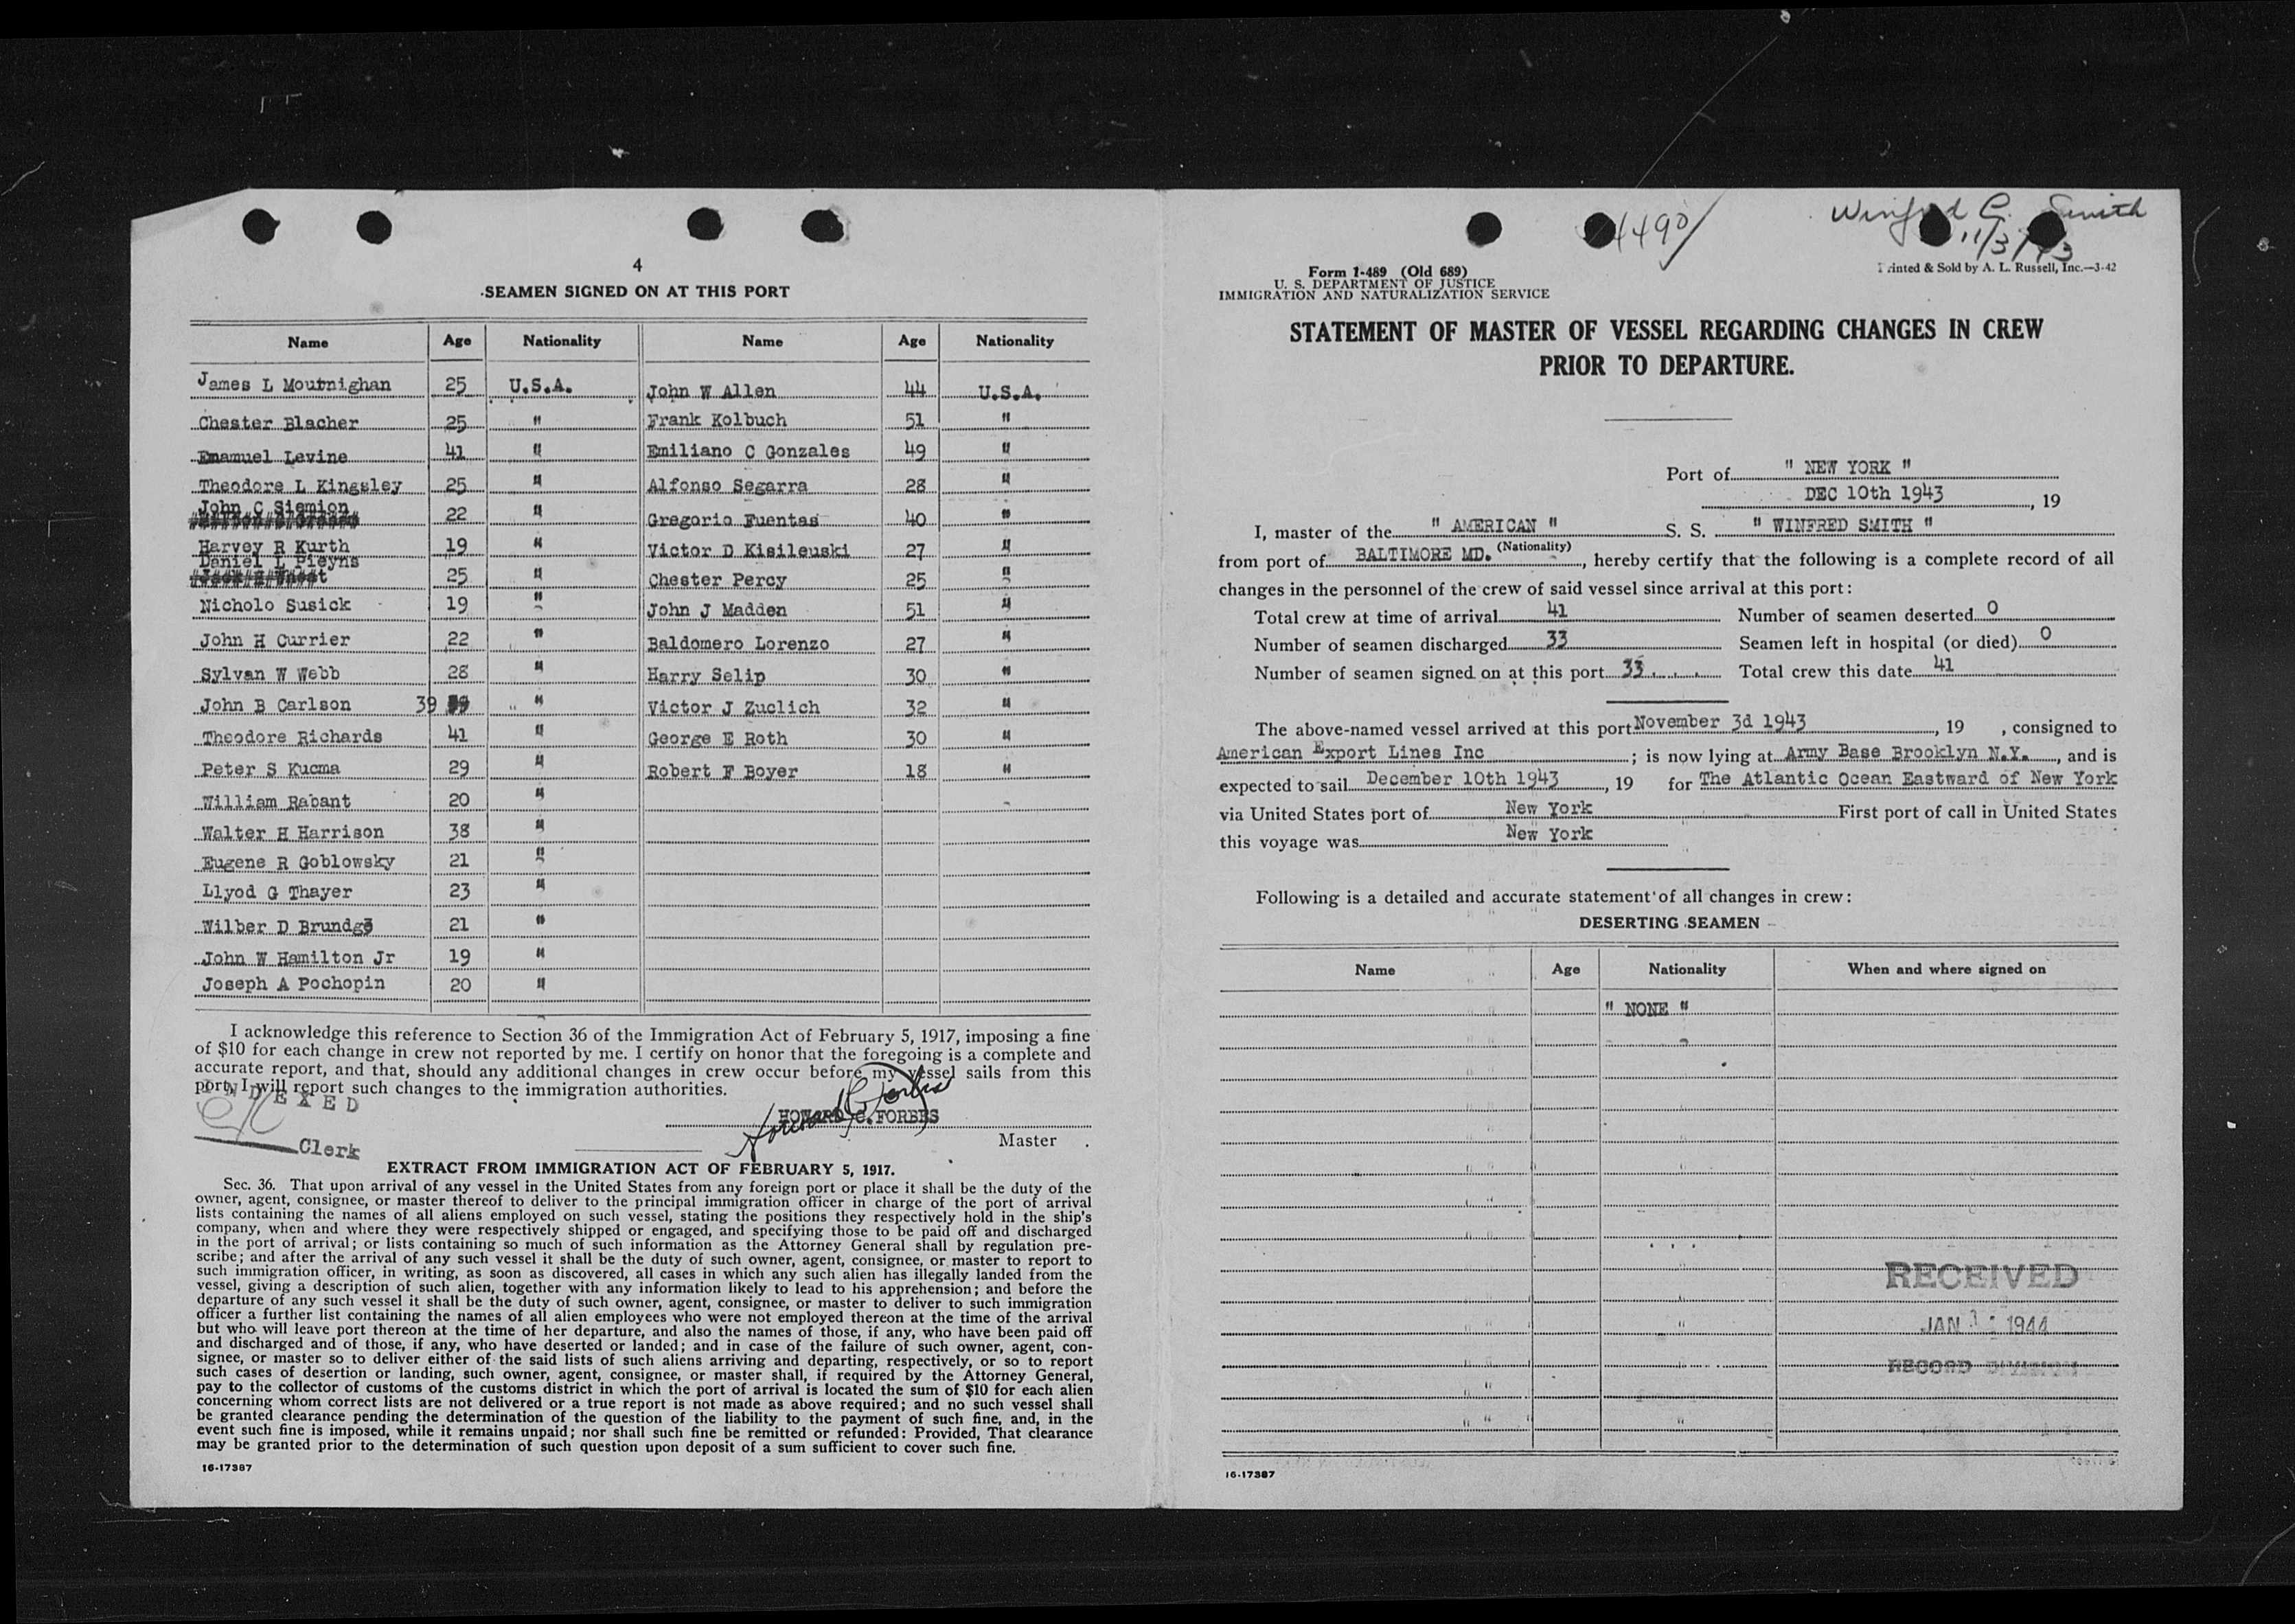 4
SEAMEN SIGNED ON AT THIS PORT
Name Age Nationality Name Age Nationality
James L Mournighan 25 U.S.A. John W Allen 44 U.S.A.
Chester Blacher 25 " Frank Kolbuch 51 "
Emamuel Levine 41 " Emiliano C Gonzales 49 "
Theodore L Kingsley 25 " Alfonso Segarra 28 "
John C Siemion 22 " Gregorio Fuentas 40 "
Harvey R Kurth 19 " Victor D Kisileuski 27 "
Daniel L Pieyns 25 " Chester Percy 25 "
Nicholo Susick 19 " John J Madden 51 "
John H Currier 22 " Baldomero Lorenzo 27 "
Sylvan W Webb 28 " Harry Selip 30 "
John B Carlson 39 " Victor J Zuclich 32 "
Theodore Richards 41 " George E Roth 30 "
Peter S Kucma 29 " Robert F Boyer 18 "
William Rabant 20 "
Walter H Harrison 38 "
Eugene R Goblowsky 21 "
Llyod G Thayer 23 "
Wilber D Brundg3 21 "
John W Hamilton Jr 19 "
Joseph A Pochopin 20 "
I acknowledge this reference to Section 36 of the Immigration Act of February 5, 1917, imposing a fine
of $10 for each change in crew not reported by me. I certify on honor that the foregoing is a complete and
accurate report, and that, should any additional changes in crew occur before my vessel sails from this
port, I will report such changes to the immigration authorities.
INDEXED
Clerk
Howard C Forbes
HOWARD C. FORBES
Master
EXTRACT FROM IMMIGRATION ACT OF FEBRUARY 5, 1917.
Sec. 36. That upon arrival of any vessel in the United States from any foreign port or place it shall be the duty of the
owner, agent, consignee, or master thereof to deliver to the principal immigration officer in charge of the port of arrival
lists containing the names of all aliens employed on such vessel, stating the positions they respectively hold in the ship's
company, when and where they were respectively shipped or engaged, and specifying those to be paid off and discharged
in the port of arrival; or lists containing so much of such information as the Attorney General shall by regulation pre-
scribe; and after the arrival of any such vessel it shall be the duty of such owner, agent, consignee, or master to report to
such immigration officer, in writing, as soon as discovered, all cases in which any such alien has illegally landed from the
vessel, giving a description of such alien, together with any information likely to lead to his apprehension; and before the
departure of any such vessel it shall be the duty of such owner, agent, consignee, or master to deliver to such immigration
officer a further list containing the names of all alien employees who were not employed thereon at the time of the arrival
but who will leave port thereon at the time of her departure, and also the names of those, if any, who have been paid off
and discharged and of those, if any, who have deserted or landed; and in case of the failure of such owner, agent, con-
signee, or master so to deliver either of the said lists of such aliens arriving and departing, respectively, or so to report
such cases of desertion or landing, such owner, agent, consignee, or master shall, if required by the Attorney General,
pay to the collector of customs of the customs district in which the port of arrival is located the sum of $10 for each alien
concerning whom correct lists are not delivered or a true report is not made as above required; and no such vessel shall
be granted clearance pending the determination of the question of the liability to the payment of such fine, and, in the
event such fine is imposed, while it remains unpaid; nor shall such fine be remitted or refunded: Provided, That clearance
may be granted prior to the determination of such question upon deposit of a sum sufficient to cover such fine.
16-17387
4490 Winfred G. Smith
11/3/43
Form I-489 (Old 689)
U. S. DEPARTMENT OF JUSTICE
IMMIGRATION AND NATURALIZATION SERVICE
Printed & Sold by A. L. Russell, Inc.—3-42
STATEMENT OF MASTER OF VESSEL REGARDING CHANGES IN CREW
PRIOR TO DEPARTURE.
Port of " NEW YORK "
DEC 10th 1943, 19
I, master of the " AMERICAN " S. S. " WINFRED SMITH "
(Nationality)
from port of BALTIMORE MD. , hereby certify that the following is a complete record of all
changes in the personnel of the crew of said vessel since arrival at this port:
Total crew at time of arrival 41 Number of seamen deserted 0
Number of seamen discharged 33 Seamen left in hospital (or died) 0
Number of seamen signed on at this port 33 Total crew this date 41
The above-named vessel arrived at this port November 3d 1943, 19 , consigned to
American Export Lines Inc ; is now lying at Army Base Brooklyn N.Y. , and is
expected to sail December 10th 1943, 19 for The Atlantic Ocean Eastward of New York
via United States port of New York First port of call in United States
this voyage was New York
Following is a detailed and accurate statement of all changes in crew:
DESERTING SEAMEN
Name Age Nationality When and where signed on
" NONE "
RECEIVED
JAN 1944
RECORD DIVISION
16-17387